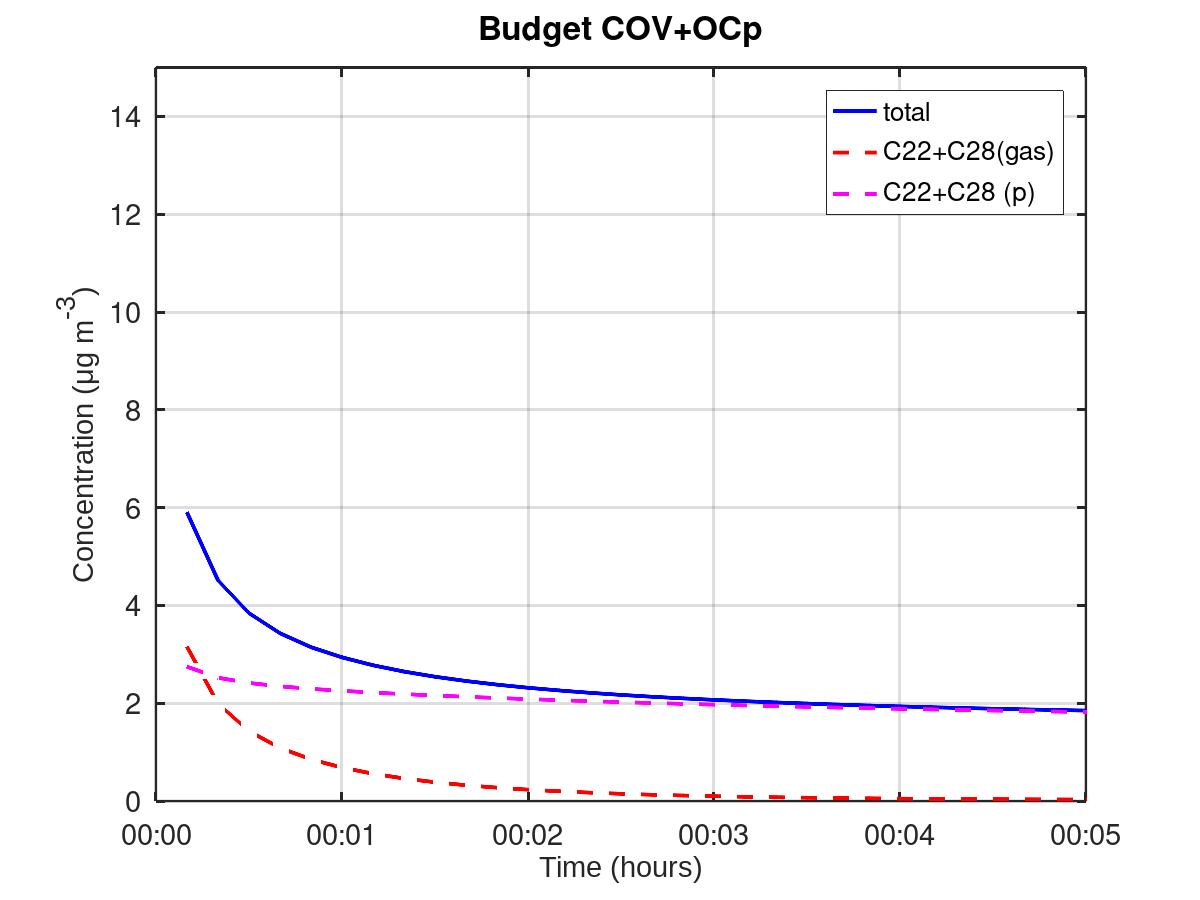 Budget COV+OCp
total
C22+C28(gas)
C22+C28 (p)
14
12
10
8
6
4
2
0
Concentration (µg m-3)
00:00 00:01 00:02 00:03 00:04 00:05
Time (hours)